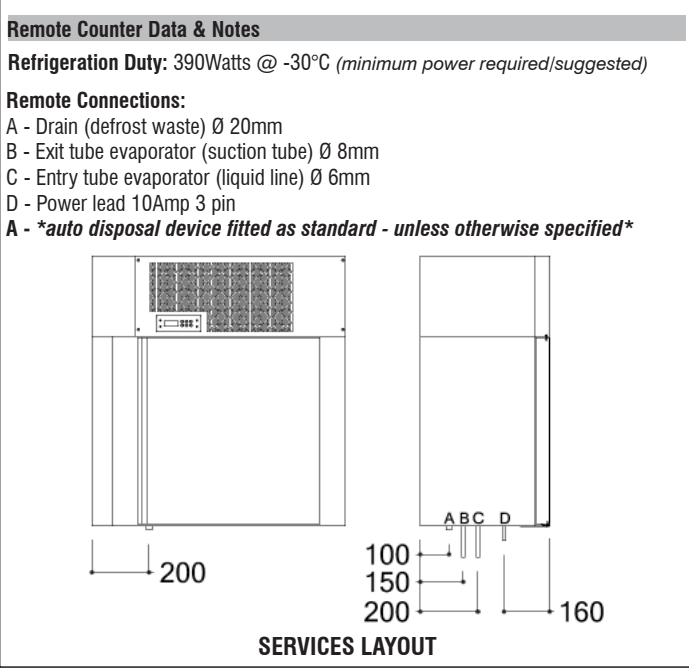 Remote Counter Data & Notes
Refrigeration Duty: 390Watts @ -30°C (minimum power required/suggested)
Remote Connections:
A - Drain (defrost waste) Ø 20mm
B - Exit tube evaporator (suction tube) Ø 8mm
C - Entry tube evaporator (liquid line) Ø 6mm
D - Power lead 10Amp 3 pin
A - *auto disposal device fitted as standard - unless otherwise specified*
A B C D
100
150
200
200
160
SERVICES LAYOUT